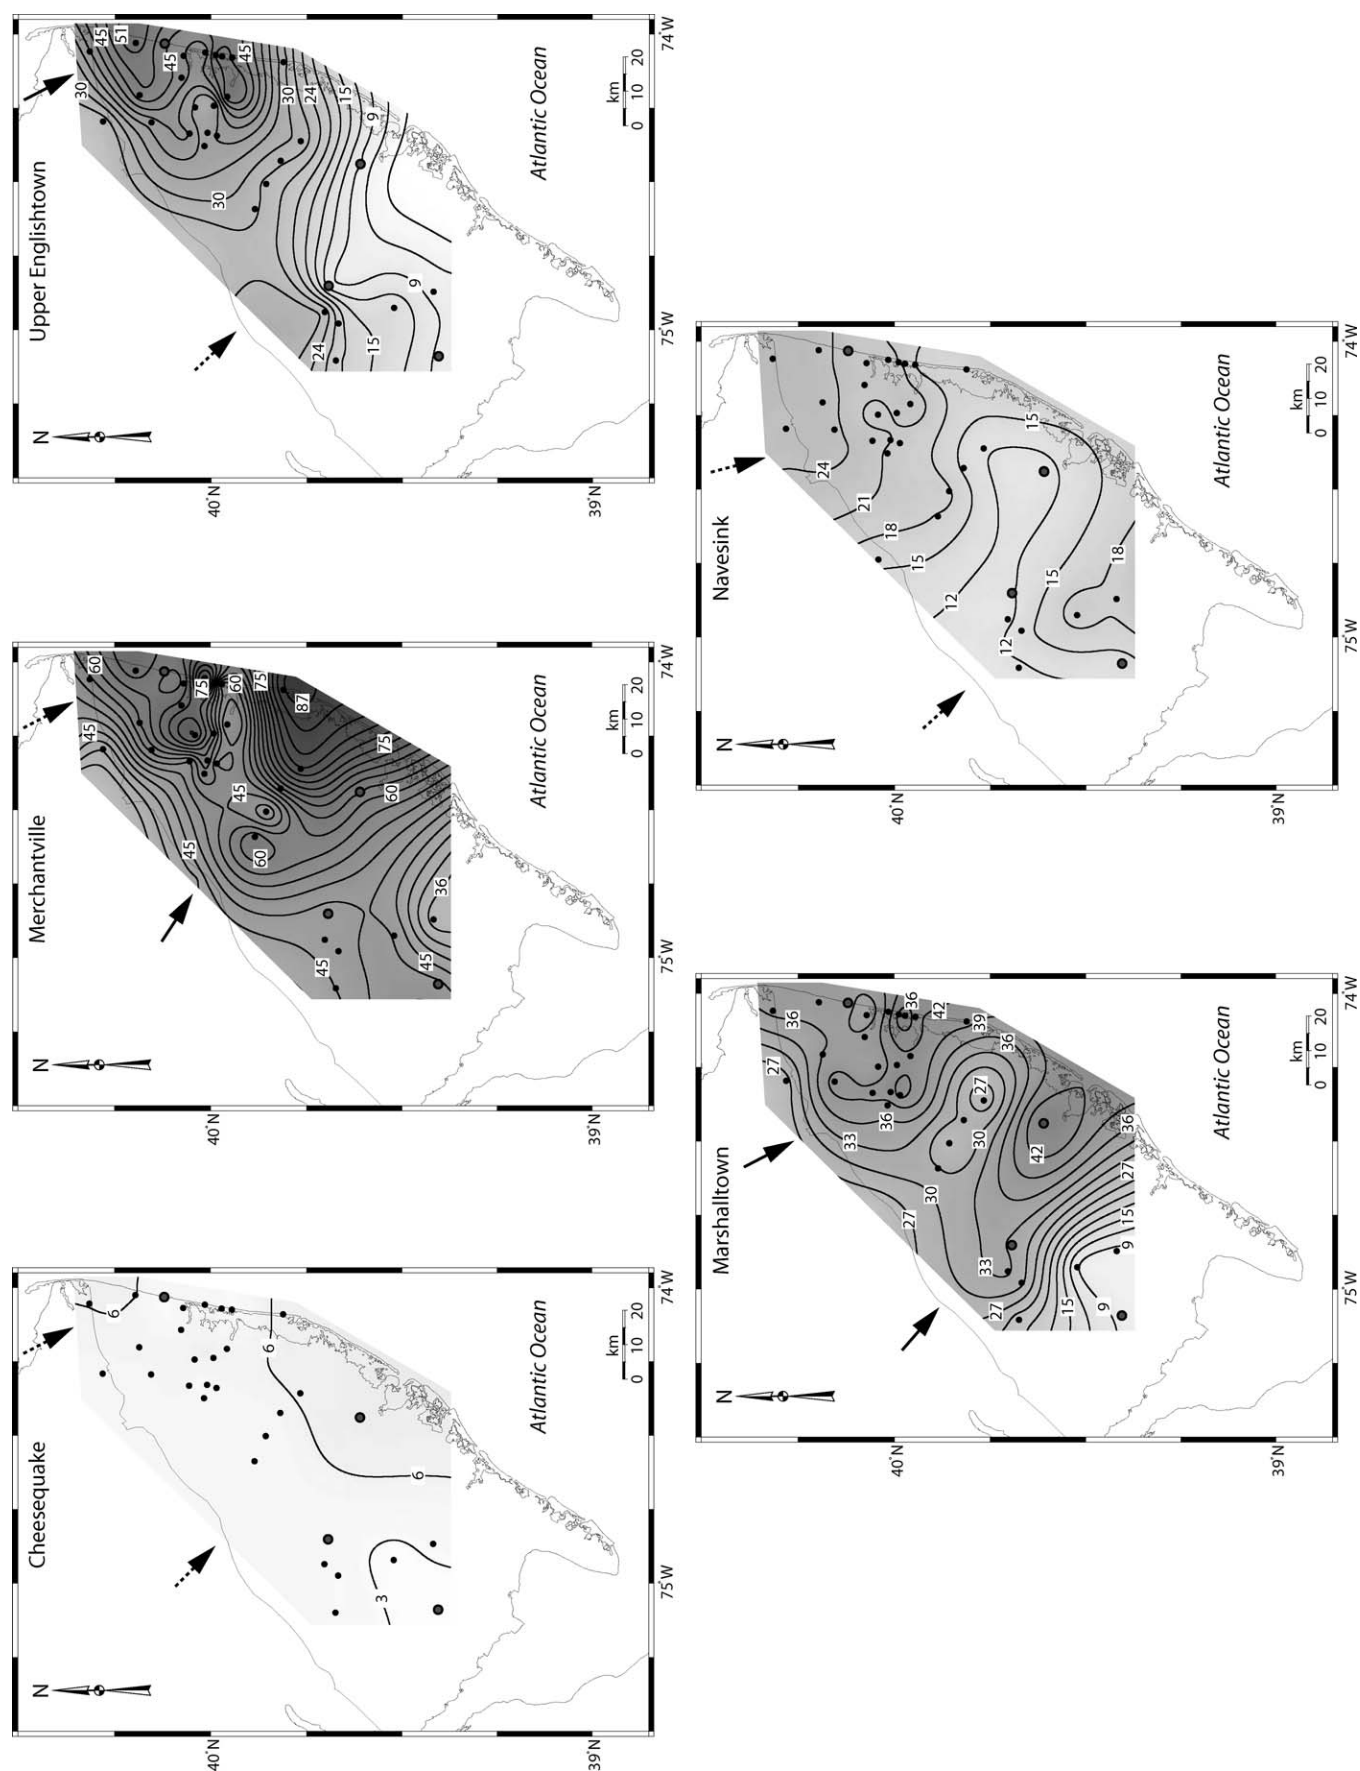 Cheesequake
N
40°N
39°N
75°W
74°W
6
6
6
3
Atlantic Ocean
km
0 10 20
Merchantville
N
40°N
39°N
75°W
74°W
60
45
75
60
75
87
45
45
60
75
60
45
45
36
Atlantic Ocean
km
0 10 20
Upper Englishtown
N
40°N
39°N
75°W
74°W
45
51
30
45
45
30
24
15
9
30
24
15
9
Atlantic Ocean
km
0 10 20
Marshalltown
N
40°N
39°N
75°W
74°W
27
36
36
42
39
36
36
33
27
30
30
27
42
33
36
27
15
27
15
9
9
Atlantic Ocean
km
0 10 20
Navesink
N
40°N
39°N
75°W
74°W
24
21
18
15
12
15
12
15
18
Atlantic Ocean
km
0 10 20